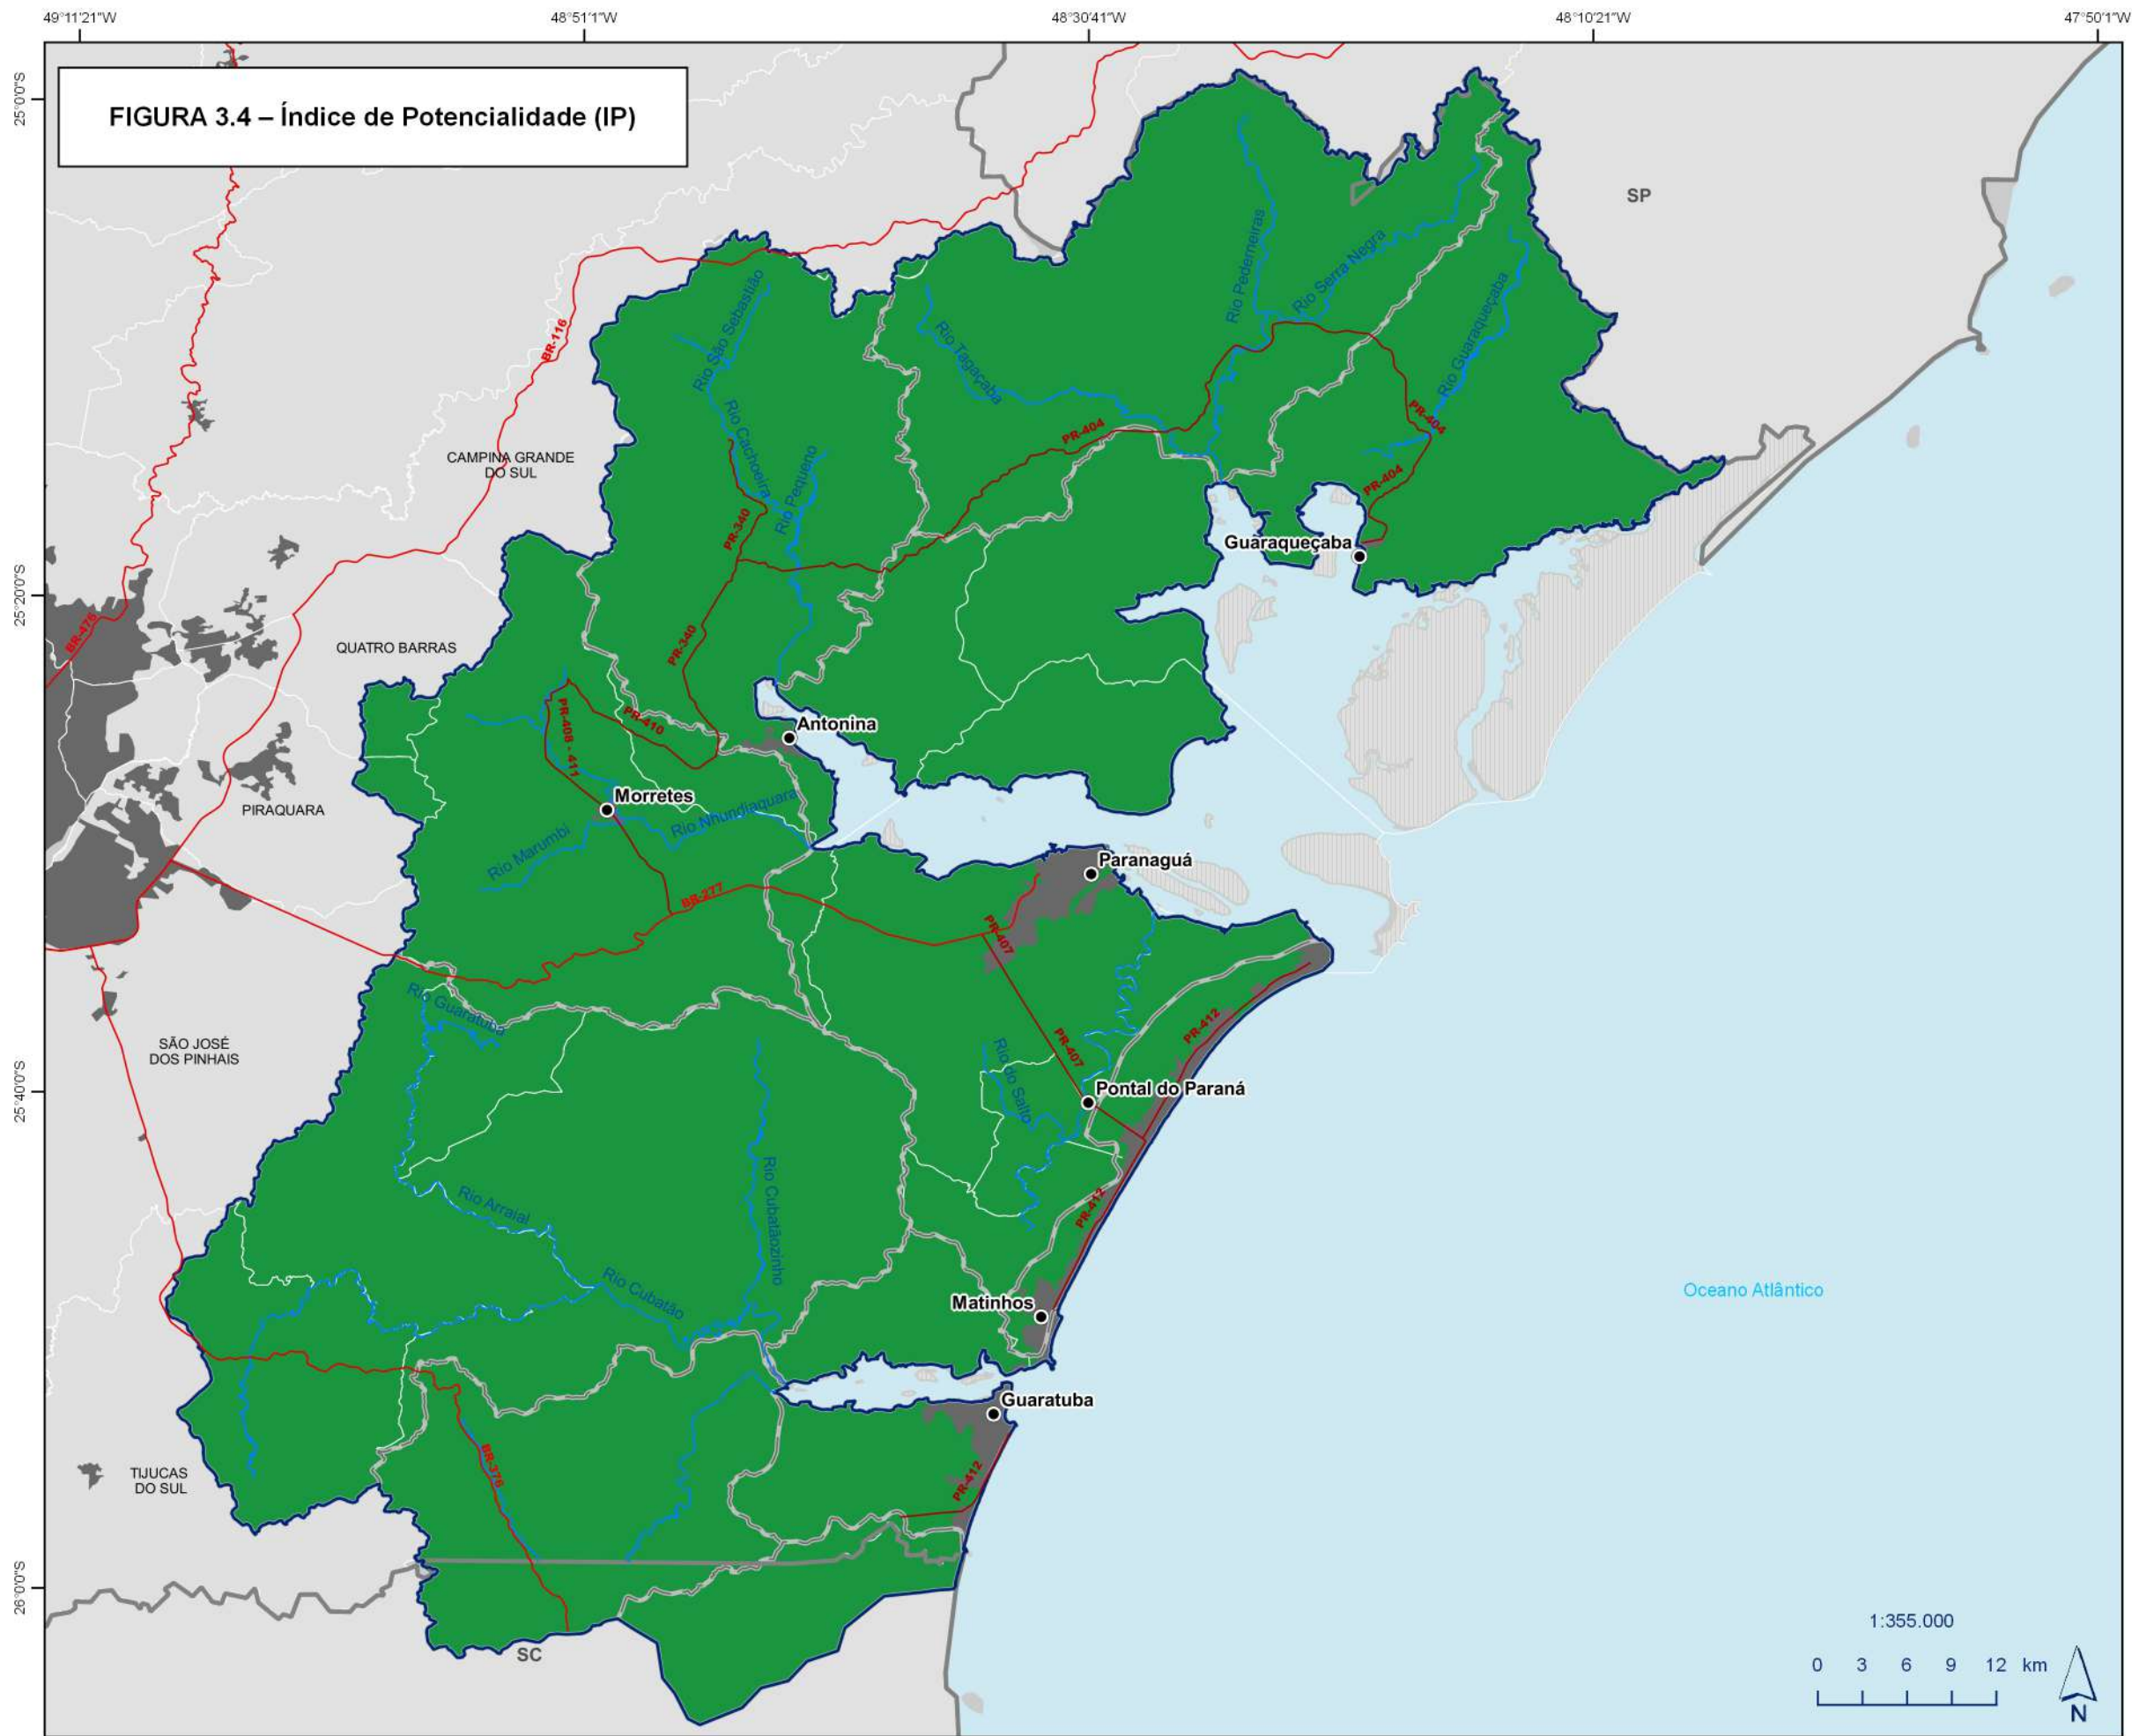 49°11'21"W
48°51'1"W
48°30'41"W
48°10'21"W
47°50'1"W
25°0'0"S
25°20'0"S
25°40'0"S
26°0'0"S
FIGURA 3.4 – Índice de Potencialidade (IP)
SP
Rio Pederneiras
Rio Serra Negra
Rio Guaraqueçaba
Rio São Sebastião
BR-116
Rio Tagaçaba
Rio Cachoeira
PR-404
PR-404
CAMPINA GRANDE
DO SUL
Rio Pequeno
PR-404
PR-340
Guaraqueçaba
BR-476
QUATRO BARRAS
PR-340
PR-408 - 411
PR-410
Antonina
Morretes
PIRAQUARA
Rio Nhundiaquara
Rio Marumbi
Paranaguá
BR-277
PR-407
Rio Guaratuba
PR-412
SÃO JOSÉ
DOS PINHAIS
PR-407
Rio do Salto
Pontal do Paraná
Rio Arraial
Rio Cubatãozinho
PR-412
Rio Cubatão
Matinhos
Oceano Atlântico
Guaratuba
BR-376
TIJUCAS
DO SUL
PR-412
SC
1:355.000
0 3 6 9 12 km
N